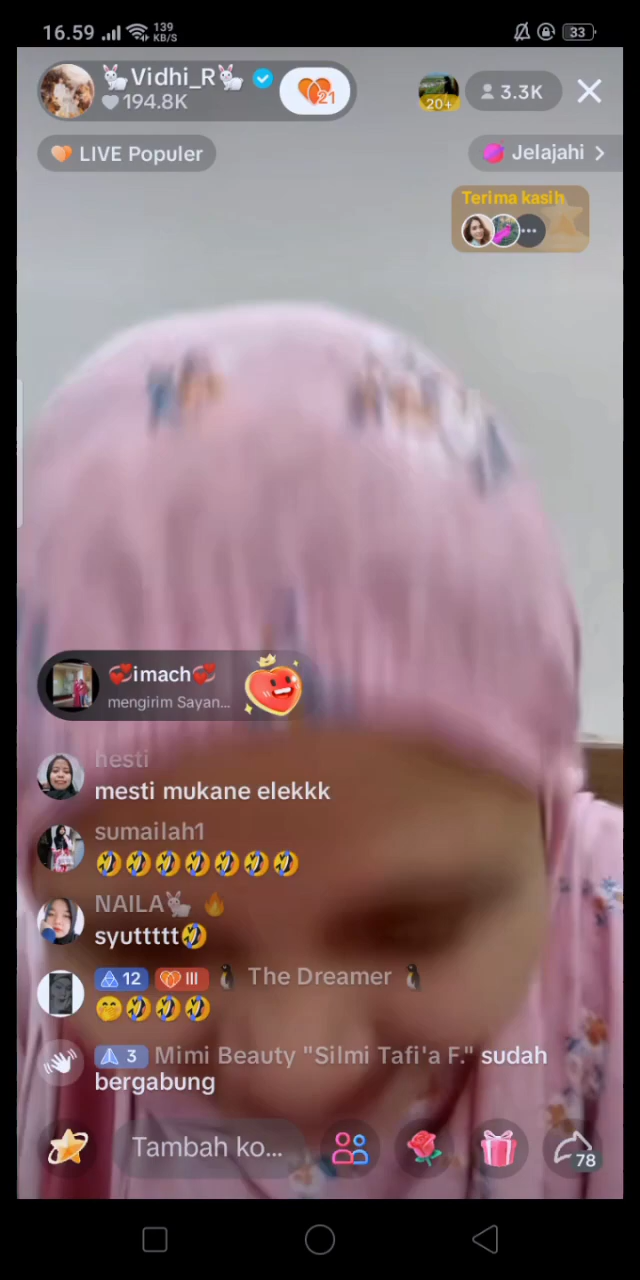 16.59 139 KB/S 33
🐇Vidhi_R🐇 21 20+ 3.3K
194.8K
LIVE Populer Jelajahi
Terima kasih
💞imach💞
mengirim Sayan...
hesti
mesti mukane elekkk
sumailah1
🤣🤣🤣🤣🤣🤣🤣
NAILA🐇 🔥
syuttttt🤣
12 III 🐧 The Dreamer 🐧
🤭🤣🤣🤣
3 Mimi Beauty "Silmi Tafi'a F." sudah
bergabung
Tambah ko... 78